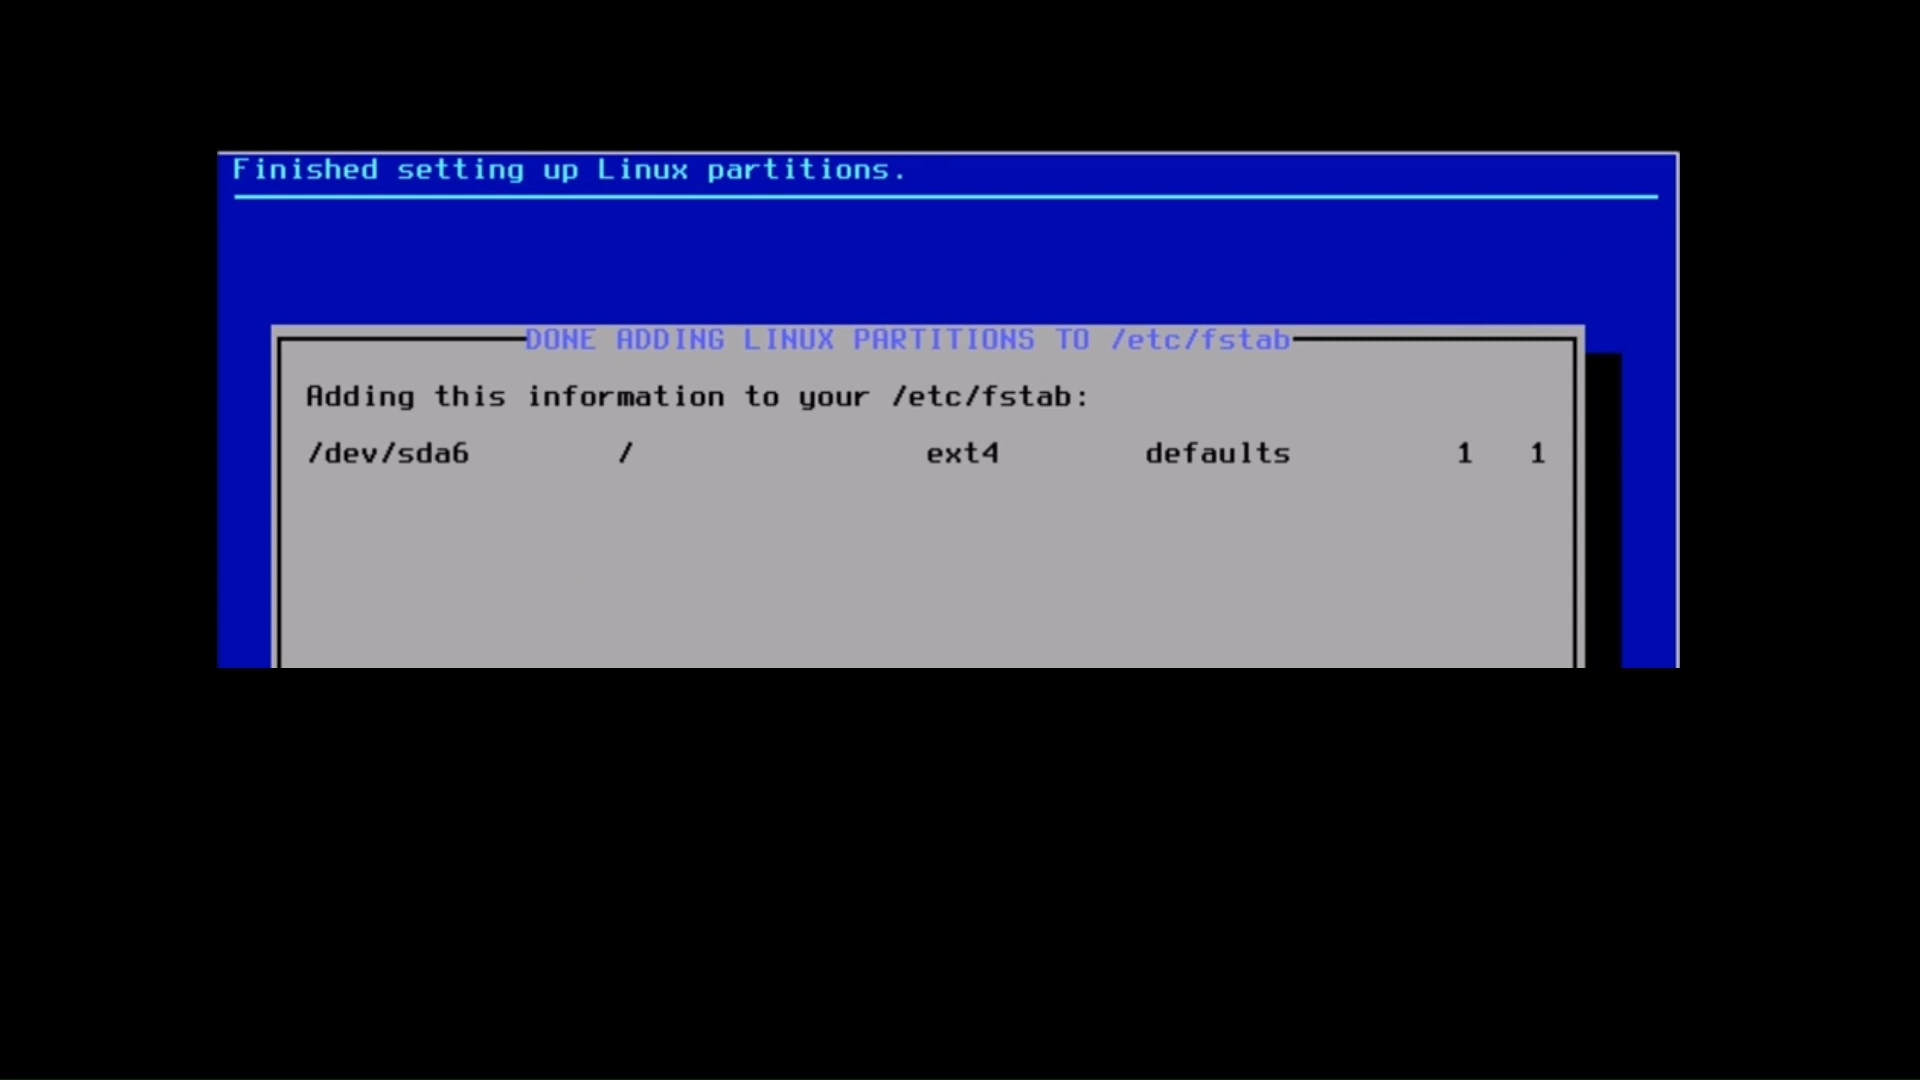 Finished setting up Linux partitions.
DONE ADDING LINUX PARTITIONS TO /etc/fstab
Adding this information to your /etc/fstab:
/dev/sda6 / ext4 defaults 1 1